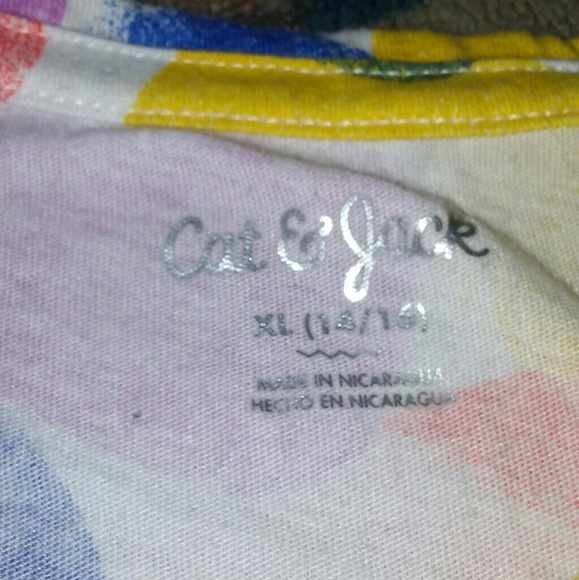 Cat & Jack
XL (14/16)
MADE IN NICARAGUA
HECHO EN NICARAGUA